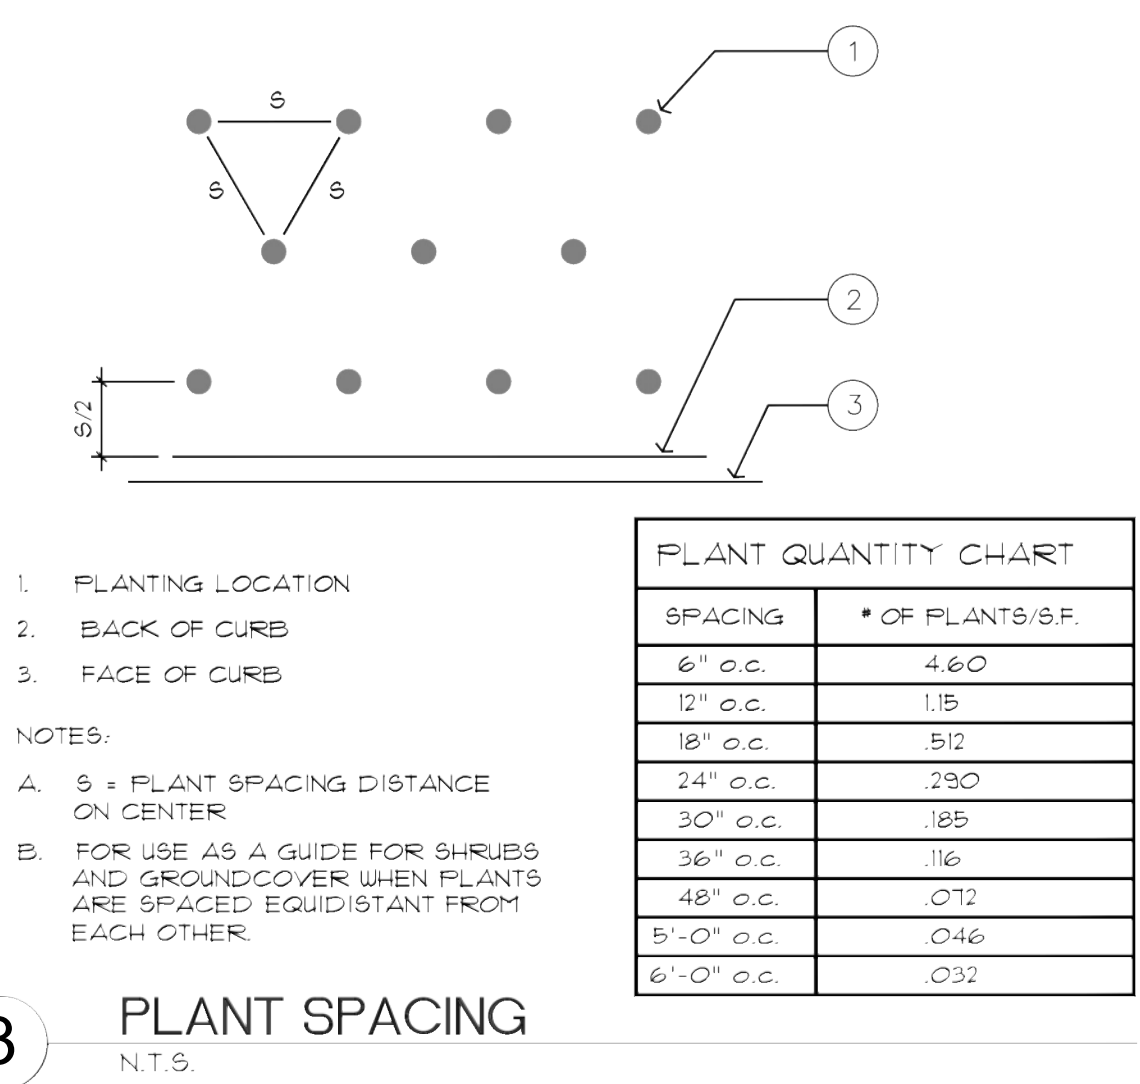 1
S
S S
2
3
S/2
1. PLANTING LOCATION
2. BACK OF CURB
3. FACE OF CURB
NOTES:
A. S = PLANT SPACING DISTANCE
ON CENTER
B. FOR USE AS A GUIDE FOR SHRUBS
AND GROUNDCOVER WHEN PLANTS
ARE SPACED EQUIDISTANT FROM
EACH OTHER.
PLANT QUANTITY CHART
SPACING # OF PLANTS/S.F.
6" o.c. 4.60
12" o.c. 1.15
18" o.c. .512
24" o.c. .290
30" o.c. .185
36" o.c. .116
48" o.c. .072
5'-0" o.c. .046
6'-0" o.c. .032
PLANT SPACING
N.T.S.